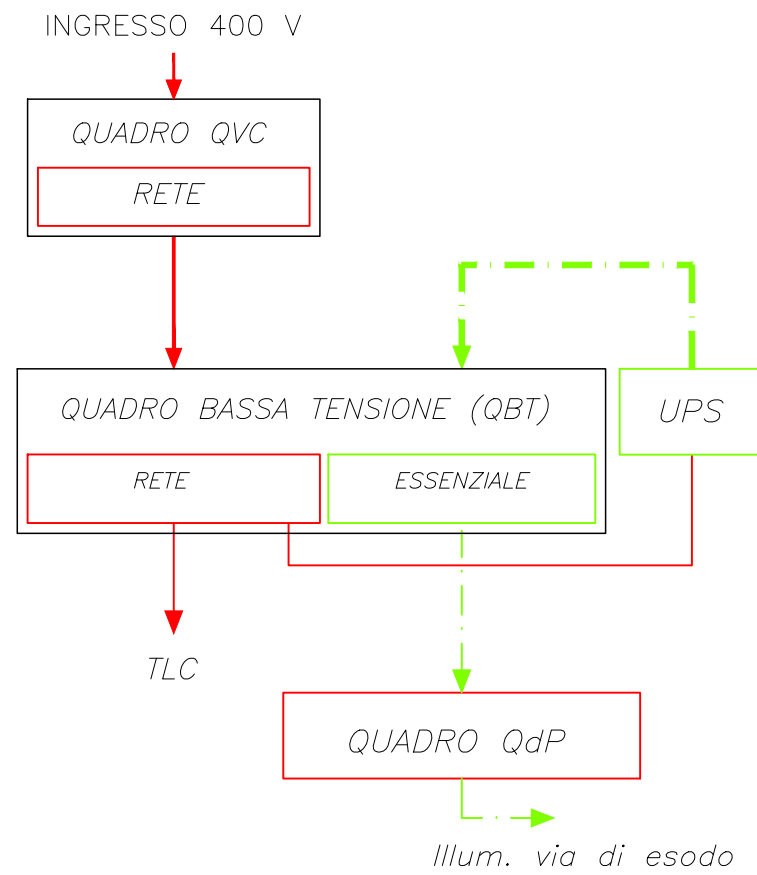 INGRESSO 400 V
QUADRO QVC
RETE
QUADRO BASSA TENSIONE (QBT)
UPS
RETE
ESSENZIALE
TLC
QUADRO QdP
Illum. via di esodo